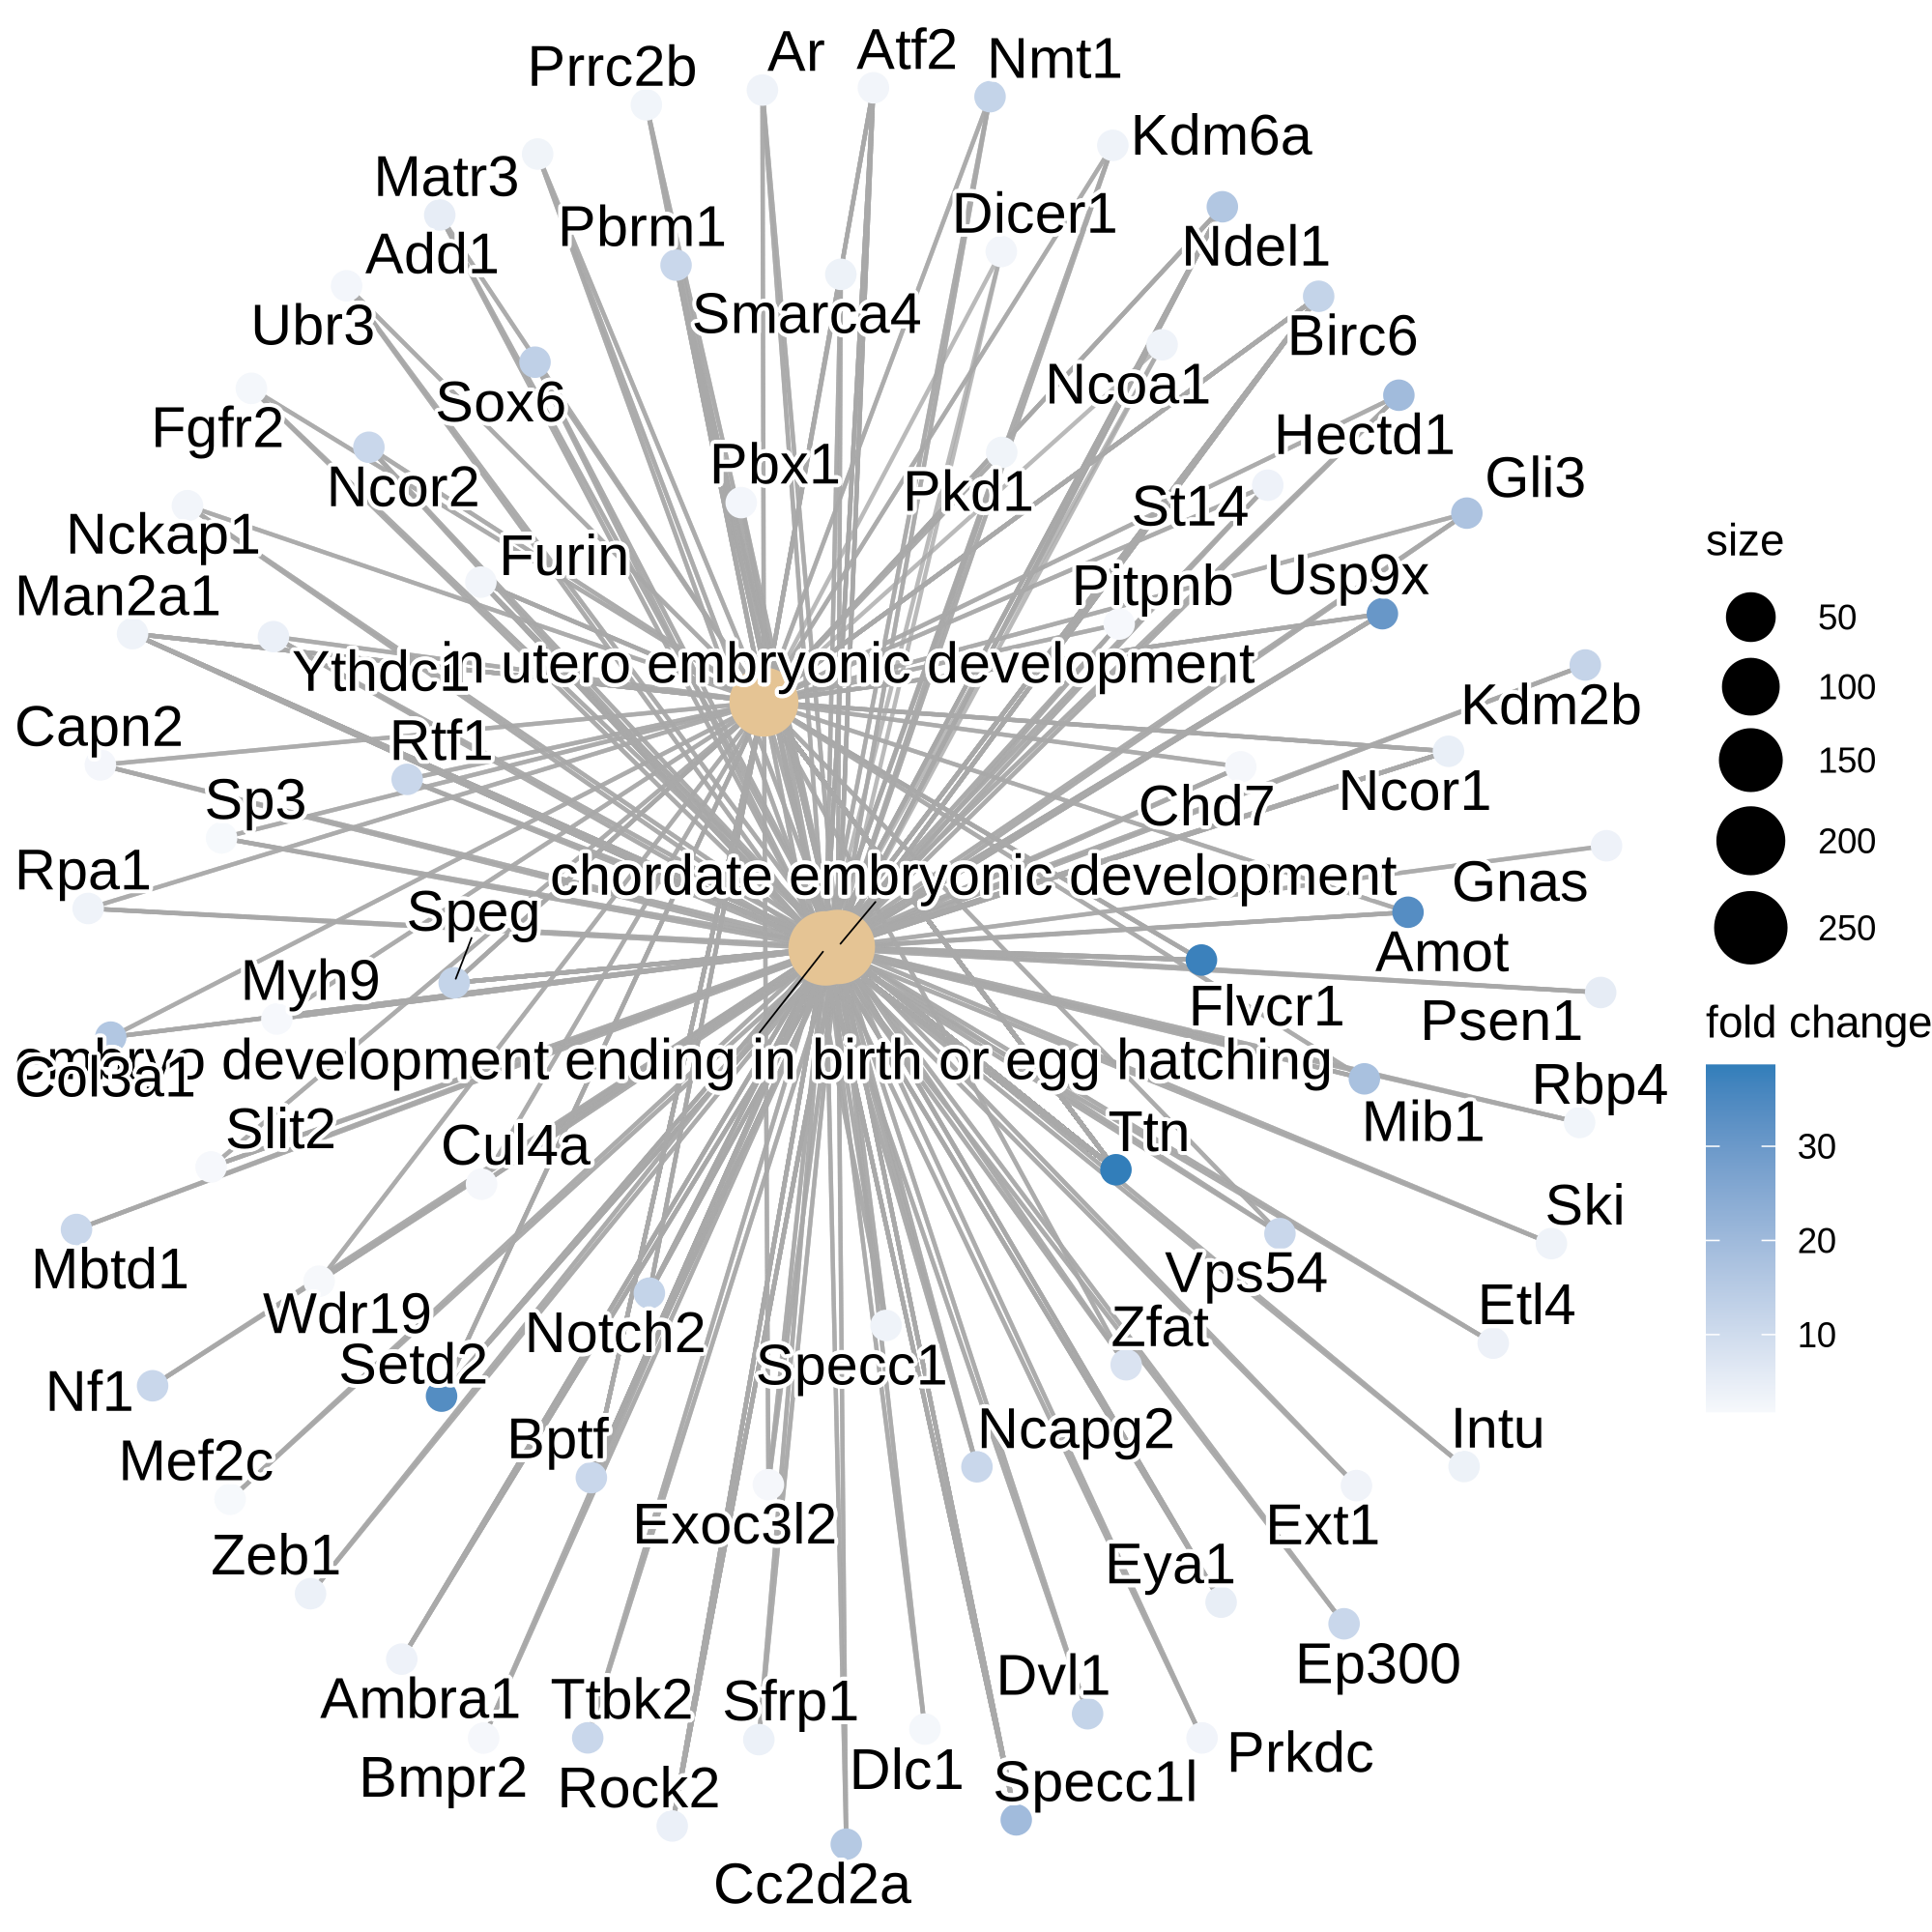 Prrc2b
Ar
Atf2
Nmt1
Kdm6a
Matr3
Pbrm1
Dicer1
Add1
Ndel1
Ubr3
Smarca4
Birc6
Sox6
Ncoa1
Fgfr2
Hectd1
Ncor2
Pbx1
Pkd1
St14
Gli3
Nckap1
Furin
Man2a1
Pitpnb
Usp9x
in utero embryonic development
Ythdc1
Kdm2b
Capn2
Rtf1
Sp3
Chd7
Ncor1
Rpa1
chordate embryonic development
Gnas
Speg
Amot
Myh9
Flvcr1
Psen1
embryo development ending in birth or egg hatching
Col3a1
Rbp4
Slit2
Cul4a
Ttn
Mib1
Ski
Mbtd1
Vps54
Wdr19
Notch2
Zfat
Etl4
Setd2
Specc1
Nf1
Bptf
Ncapg2
Intu
Mef2c
Exoc3l2
Ext1
Zeb1
Eya1
Ep300
Ambra1
Ttbk2
Sfrp1
Dvl1
Bmpr2
Rock2
Dlc1
Specc1l
Prkdc
Cc2d2a
size
50
100
150
200
250
fold change
30
20
10